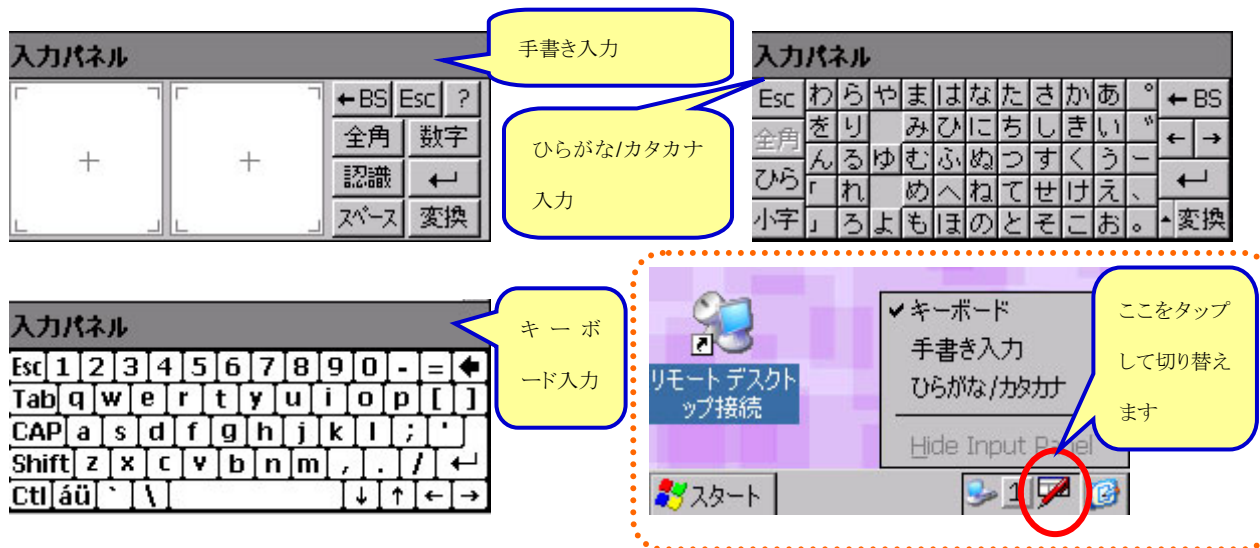 入力パネル
← BS Esc ?
全角 数字
認識 ↵
スペース 変換
手書き入力
ひらがな/カタカナ
入力
入力パネル
Esc わ ら や ま は な た さ か あ ゜ ← BS
全角 を り み ひ に ち し き い ゛ ← →
ん る ゆ む ふ ぬ つ す く う ー
ひら 「 れ め へ ね て せ け え 、 ↵
小字 」 ろ よ も ほ の と そ こ お 。 ▲変換
入力パネル
Esc 1 2 3 4 5 6 7 8 9 0 - = ←
Tab q w e r t y u i o p [ ]
CAP a s d f g h j k l ; '
Shift z x c v b n m , . / ↵
Ctl áü ` \ ↓ ↑ ← →
キ ー ボ
ード入力
リモート デスクト
ップ接続
✔キーボード
手書き入力
ひらがな/カタカナ
Hide Input Panel
スタート
1
ここをタップ
して切り替え
ます